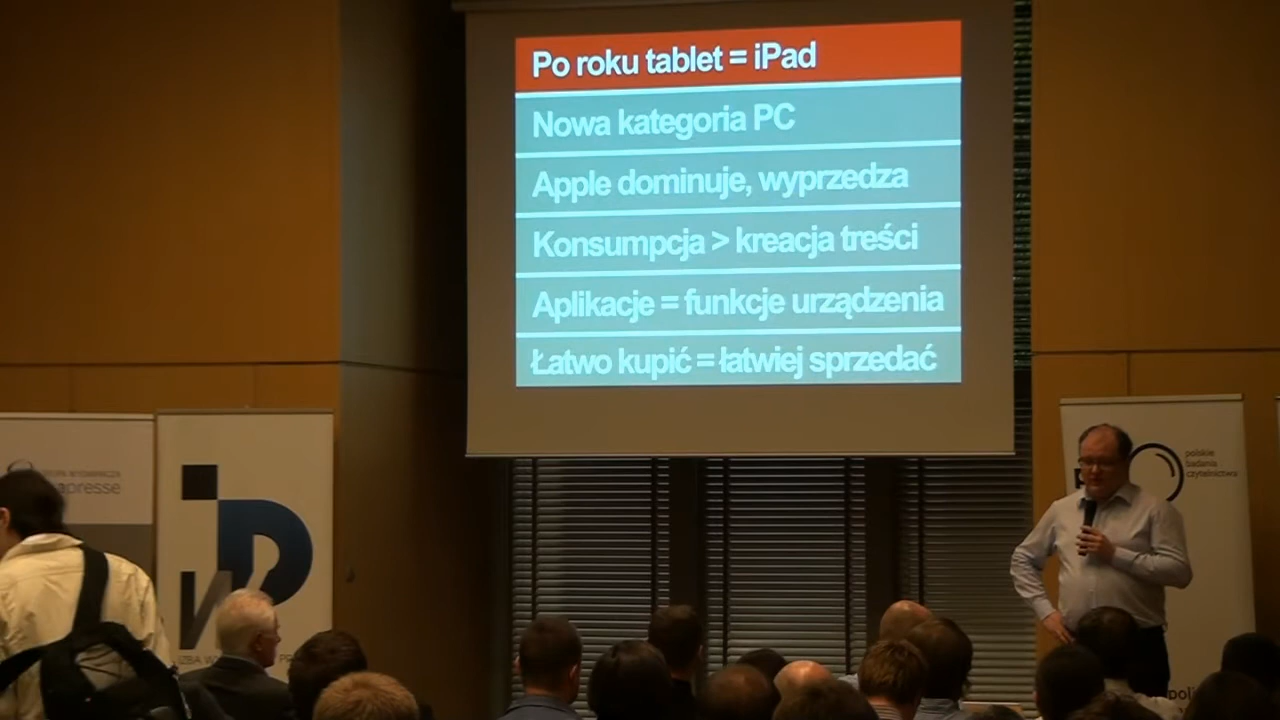 Po roku tablet = iPad
Nowa kategoria PC
Apple dominuje, wyprzedza
Konsumpcja > kreacja treści
Aplikacje = funkcje urządzenia
Łatwo kupić = łatwiej sprzedać
polskie
badania
czytelnictwa
apresse